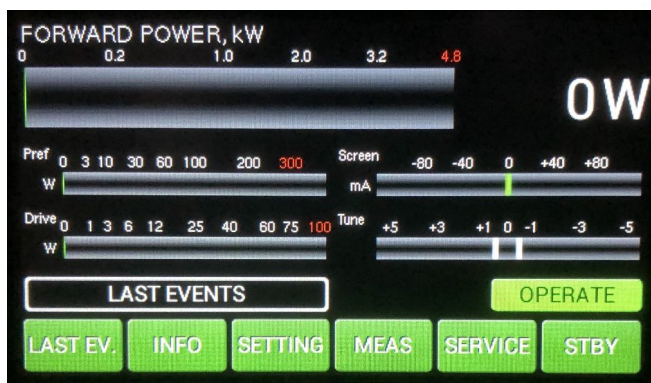 FORWARD POWER, kW
0 0.2 1.0 2.0 3.2 4.8
0W
Pref 0 3 10 30 60 100 200 300
W
Screen -80 -40 0 +40 +80
mA
Drive 0 1 3 6 12 25 40 60 75 100
W
Tune +5 +3 +1 0 -1 -3 -5
LAST EVENTS
OPERATE
LAST EV. INFO SETTING MEAS SERVICE STBY